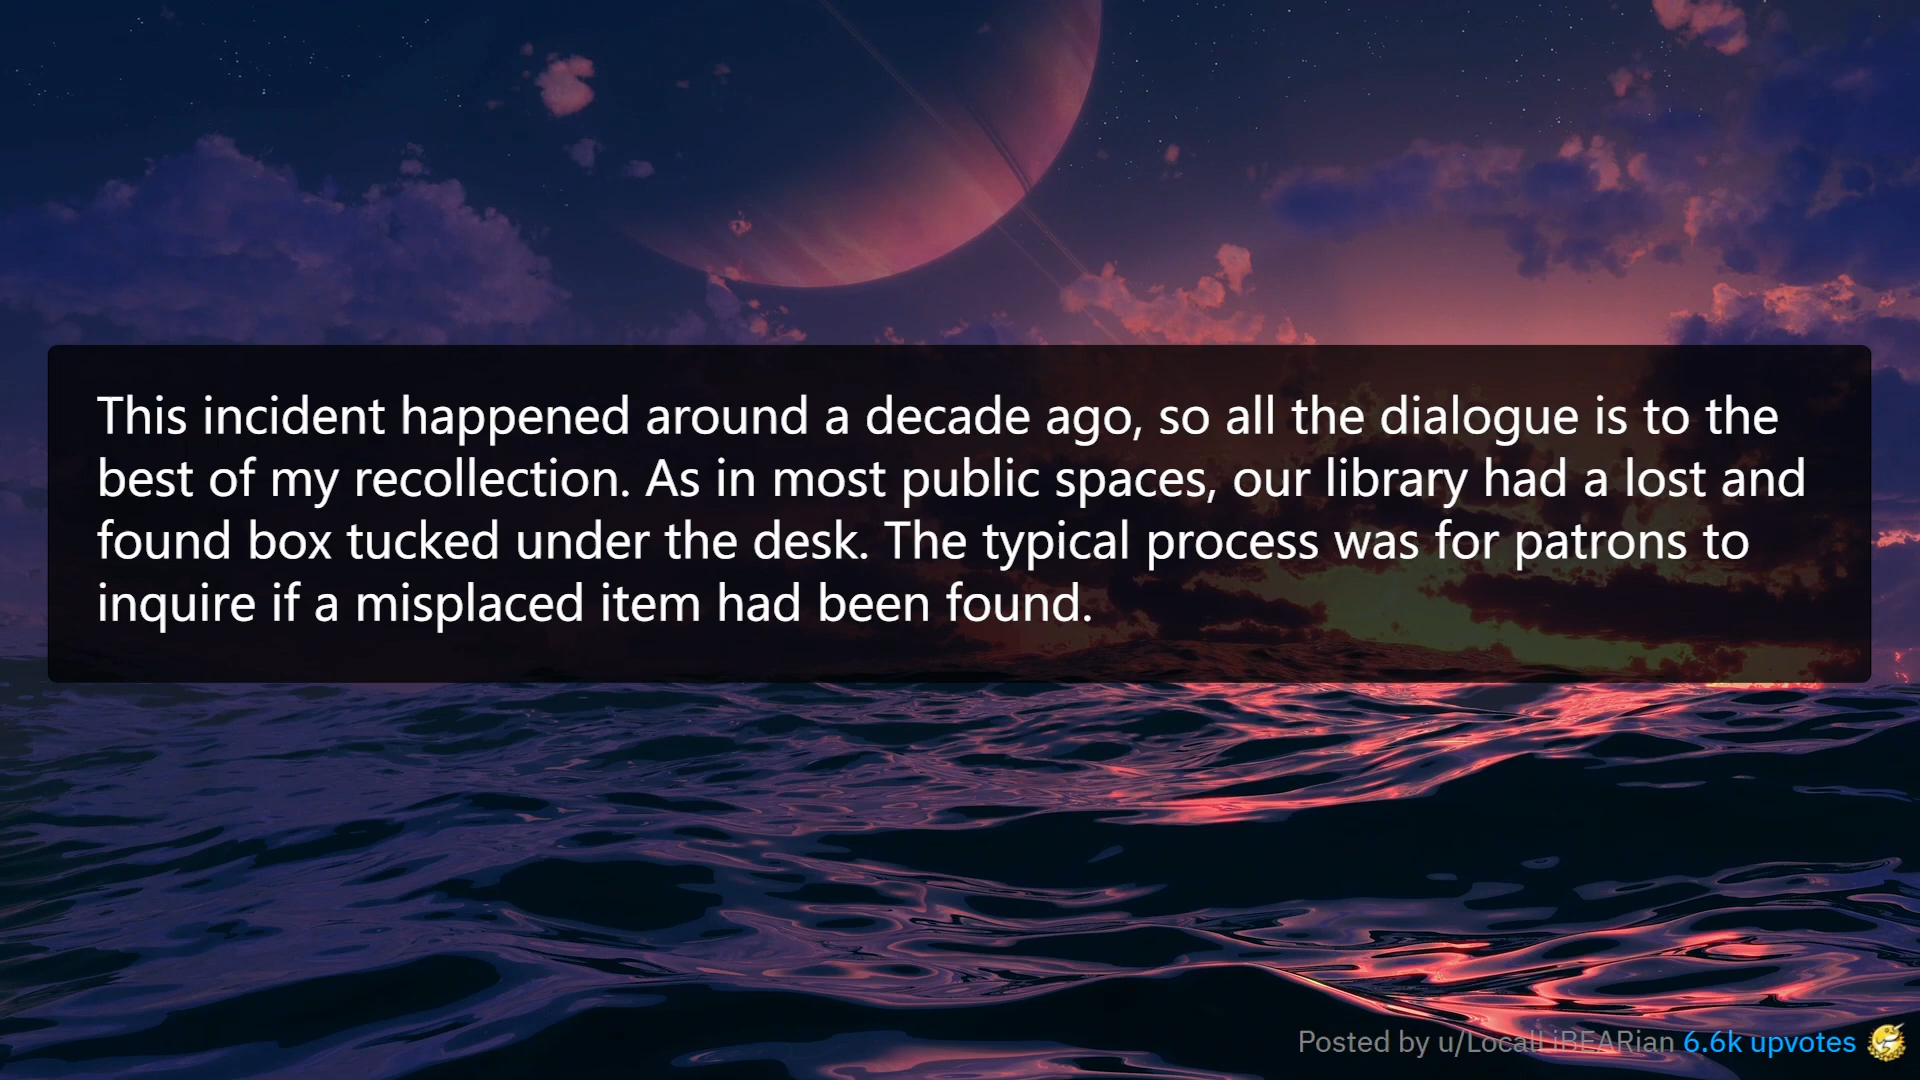 This incident happened around a decade ago, so all the dialogue is to the
best of my recollection. As in most public spaces, our library had a lost and
found box tucked under the desk. The typical process was for patrons to
inquire if a misplaced item had been found.
Posted by u/LocalLiBEARian 6.6k upvotes